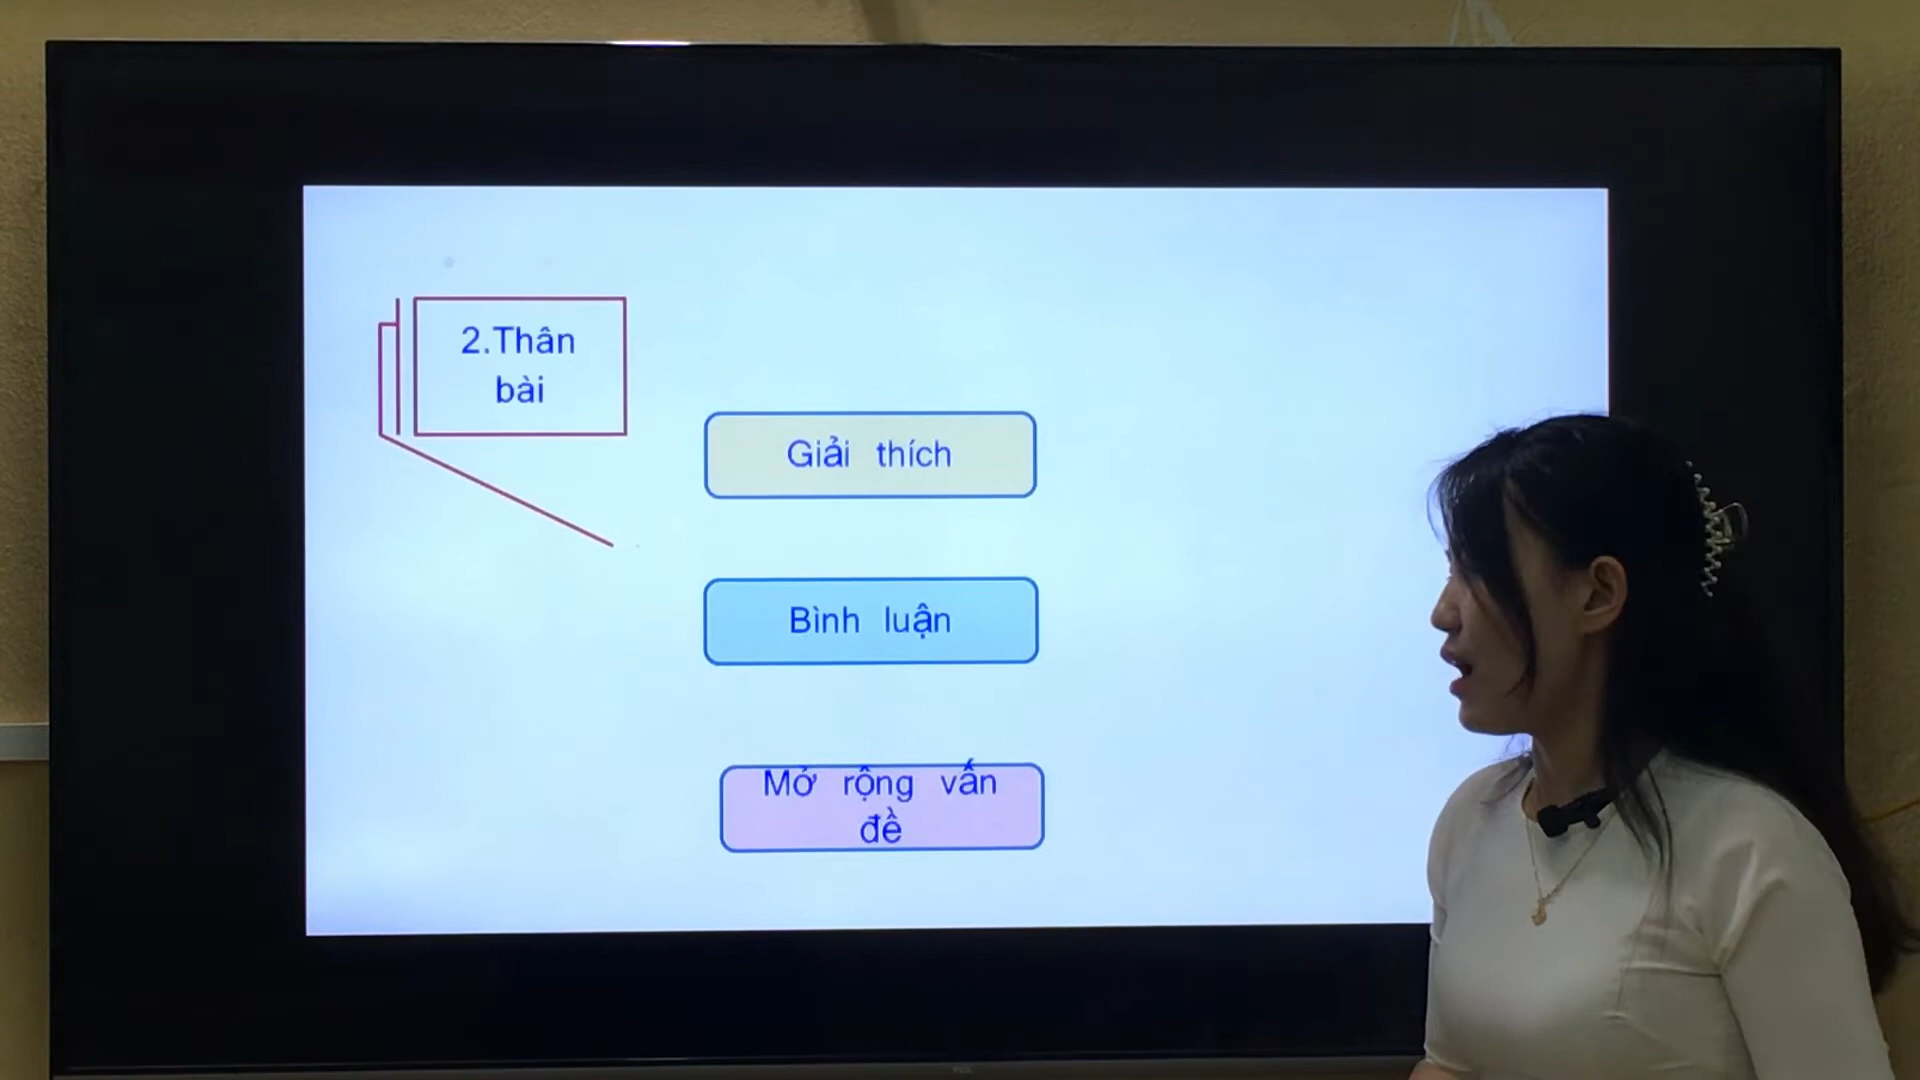 2.Thân
bài
Giải thích
Bình luận
Mở rộng vấn
đề